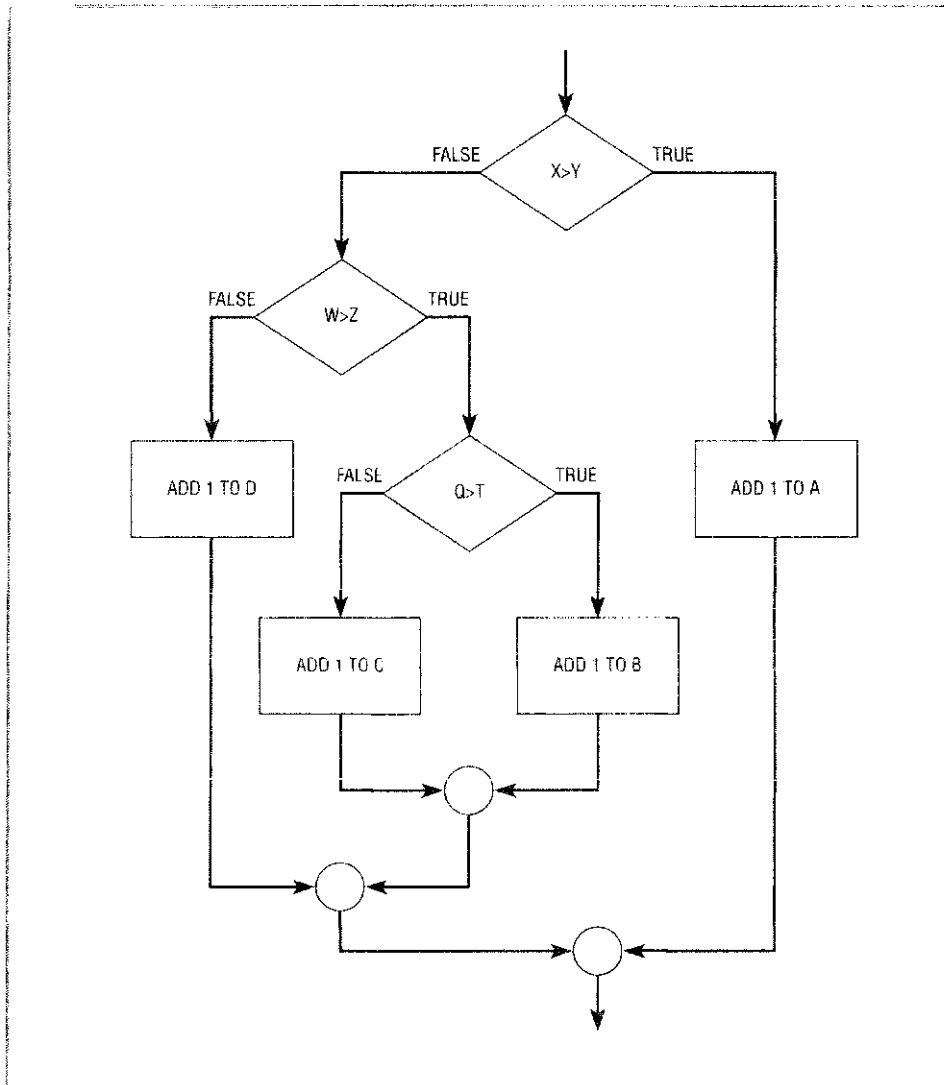 FALSE
X>Y
TRUE
FALSE
W>Z
TRUE
ADD 1 TO D
FALSE
Q>T
TRUE
ADD 1 TO A
ADD 1 TO C
ADD 1 TO B